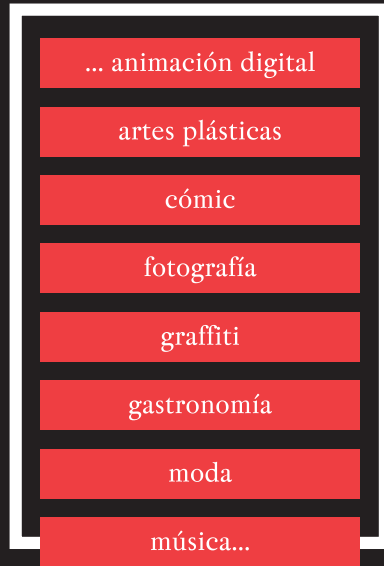 ... animación digital
artes plásticas
cómic
fotografía
graffiti
gastronomía
moda
música...